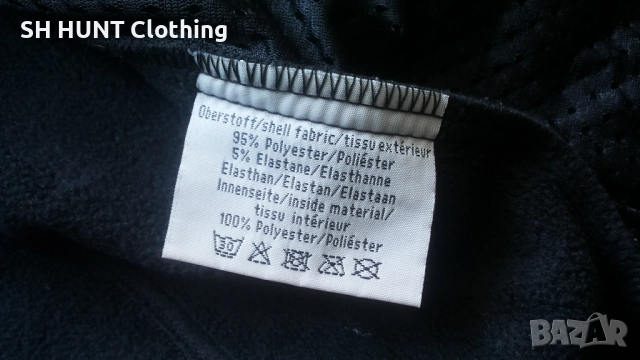 SH HUNT Clothing
Oberstoff/shell fabric/tissu extérieur
95% Polyester/Poliéster
5% Elastane/Elasthanne
Elasthan/Elastan/Elastaan
Innenseite/inside material/
tissu intérieur
100% Polyester/Poliéster
30
BAZAR